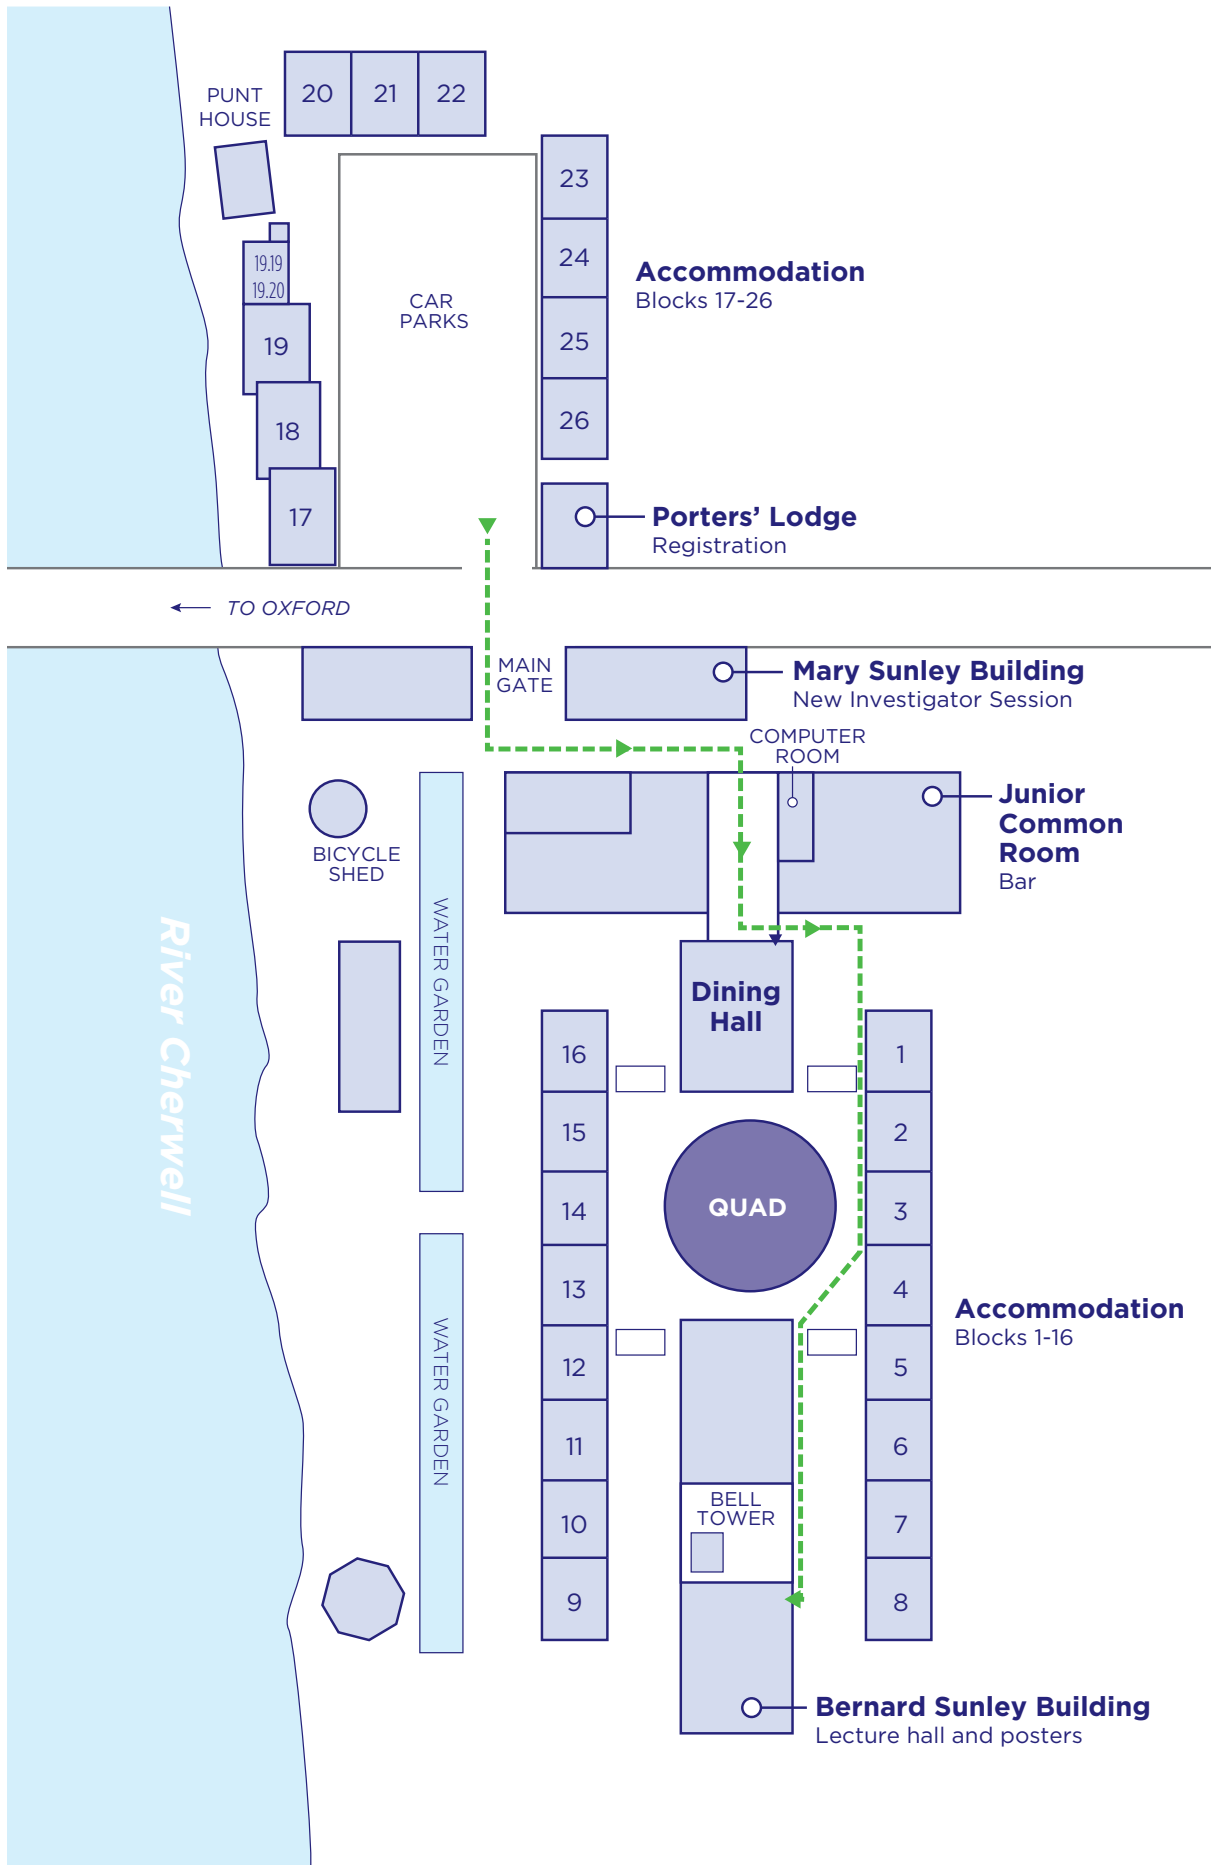 PUNT
HOUSE
20
21
22
23
24
25
26
19.19
19.20
19
18
17
CAR
PARKS
Accommodation
Blocks 17-26
Porters’ Lodge
Registration
TO OXFORD
MAIN
GATE
Mary Sunley Building
New Investigator Session
COMPUTER
ROOM
Junior
Common
Room
Bar
BICYCLE
SHED
WATER GARDEN
River Cherwell
Dining
Hall
16
15
14
13
12
11
10
9
QUAD
1
2
3
4
5
6
7
8
Accommodation
Blocks 1-16
WATER GARDEN
BELL
TOWER
Bernard Sunley Building
Lecture hall and posters